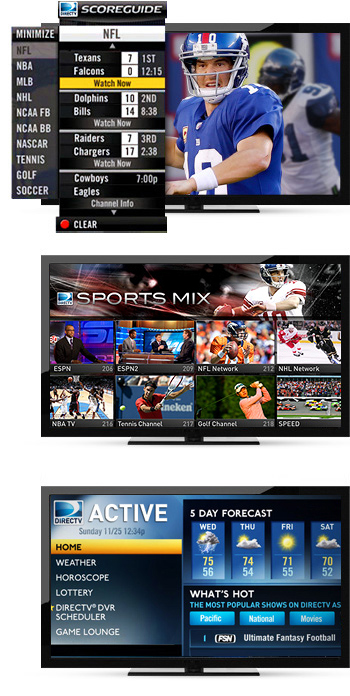 DIRECTV SCOREGUIDE
MINIMIZE
NFL
NBA
MLB
NHL
NCAA FB
NCAA BB
NASCAR
TENNIS
GOLF
SOCCER
NFL
Texans 7 1ST
Falcons 0 12:15
Watch Now
Dolphins 10 2ND
Bills 14 8:38
Watch Now
Raiders 7 3RD
Chargers 17 2:38
Watch Now
Cowboys 7:00p
Eagles
Channel Info
CLEAR
DIRECTV SPORTS MIX
ESPN 206
ESPN2 209
NFL Network 212
NHL Network
NBA TV 216
Tennis Channel 217
Golf Channel 218
SPEED
DIRECTV ACTIVE
Sunday 11/25 12:34p
HOME
WEATHER
HOROSCOPE
LOTTERY
DIRECTV® DVR
SCHEDULER
GAME LOUNGE
5 DAY FORECAST
WED THU FRI SAT
75 74 71 70
56 54 55 52
WHAT'S HOT
THE MOST POPULAR SHOWS ON DIRECTV AS
Pacific National Movies
1 FSN Ultimate Fantasy Football